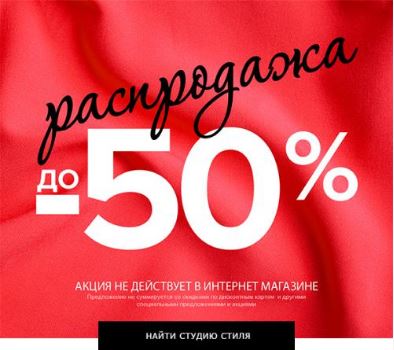 распродажа
до
-50%
АКЦИЯ НЕ ДЕЙСТВУЕТ В ИНТЕРНЕТ МАГАЗИНЕ
Предложение не суммируется со скидками по дисконтным картам и другими
специальными предложениями и акциями
НАЙТИ СТУДИЮ СТИЛЯ